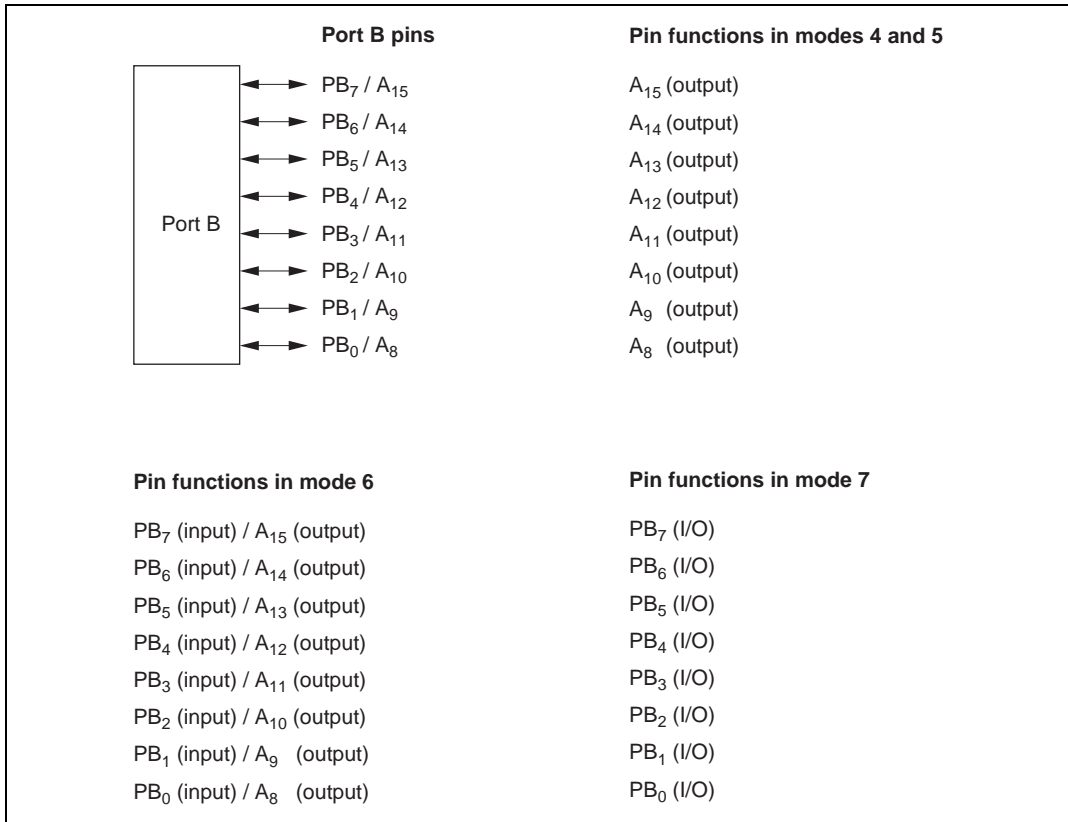 Port B pins Pin functions in modes 4 and 5
PB₇ / A₁₅ A₁₅ (output)
PB₆ / A₁₄ A₁₄ (output)
PB₅ / A₁₃ A₁₃ (output)
PB₄ / A₁₂ A₁₂ (output)
Port B
PB₃ / A₁₁ A₁₁ (output)
PB₂ / A₁₀ A₁₀ (output)
PB₁ / A₉ A₉ (output)
PB₀ / A₈ A₈ (output)
Pin functions in mode 6 Pin functions in mode 7
PB₇ (input) / A₁₅ (output) PB₇ (I/O)
PB₆ (input) / A₁₄ (output) PB₆ (I/O)
PB₅ (input) / A₁₃ (output) PB₅ (I/O)
PB₄ (input) / A₁₂ (output) PB₄ (I/O)
PB₃ (input) / A₁₁ (output) PB₃ (I/O)
PB₂ (input) / A₁₀ (output) PB₂ (I/O)
PB₁ (input) / A₉ (output) PB₁ (I/O)
PB₀ (input) / A₈ (output) PB₀ (I/O)